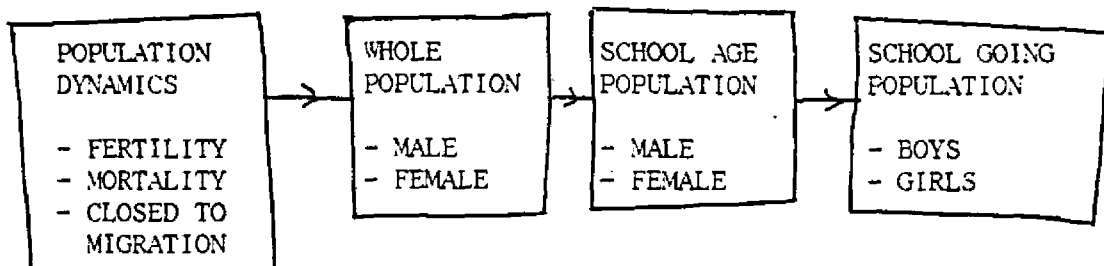 POPULATION
DYNAMICS
- FERTILITY
- MORTALITY
- CLOSED TO
MIGRATION
WHOLE
POPULATION
- MALE
- FEMALE
SCHOOL AGE
POPULATION
- MALE
- FEMALE
SCHOOL GOING
POPULATION
- BOYS
- GIRLS